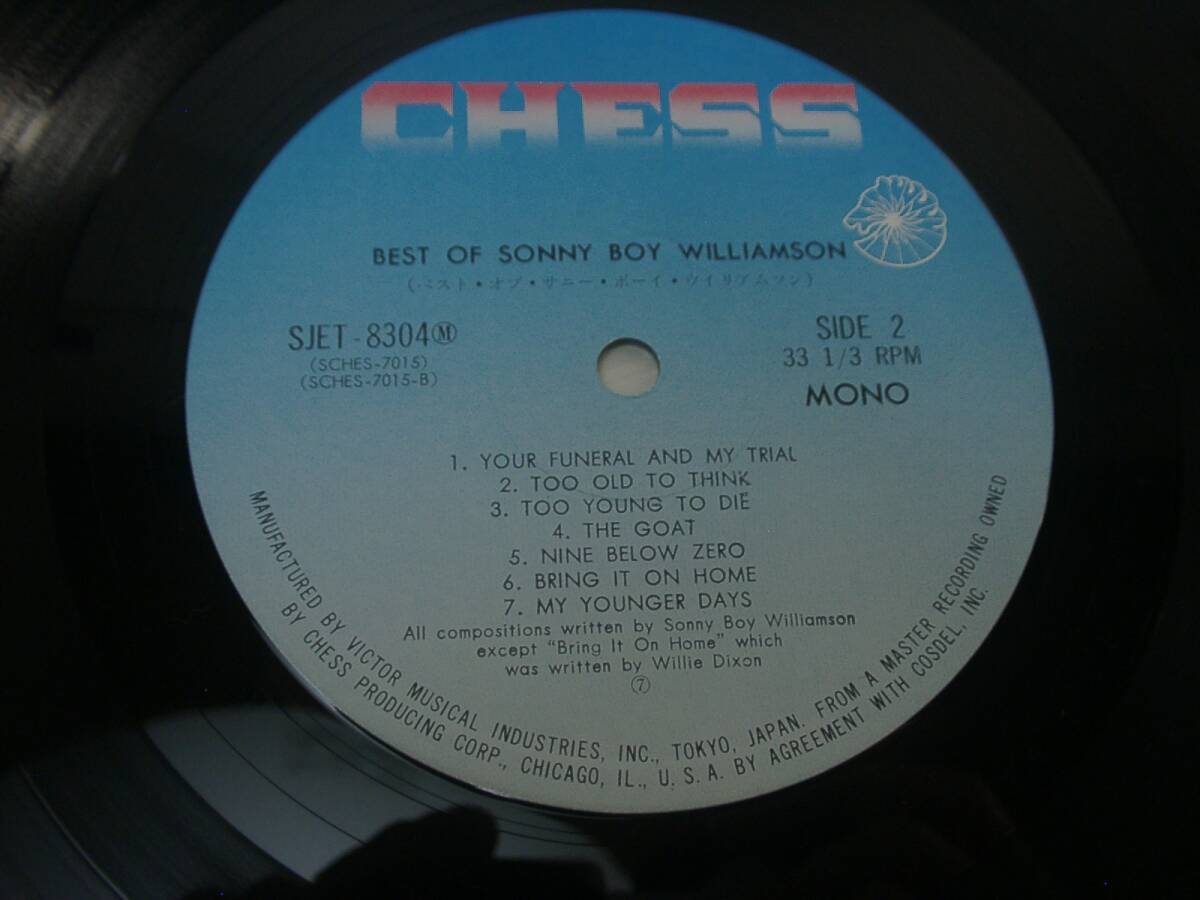 CHESS
BEST OF SONNY BOY WILLIAMSON
(ベスト・オブ・サニー・ボーイ・ウイリアムソン)
SJET-8304Ⓜ
(SCHES-7015)
(SCHES-7015-B)
SIDE 2
33 1/3 RPM
MONO
1. YOUR FUNERAL AND MY TRIAL
2. TOO OLD TO THINK
3. TOO YOUNG TO DIE
4. THE GOAT
5. NINE BELOW ZERO
6. BRING IT ON HOME
7. MY YOUNGER DAYS
All compositions written by Sonny Boy Williamson
except "Bring It On Home" which
was written by Willie Dixon
⑦
MANUFACTURED BY VICTOR MUSICAL INDUSTRIES, INC., TOKYO, JAPAN. FROM A MASTER RECORDING OWNED
BY CHESS PRODUCING CORP., CHICAGO, IL., U.S.A. BY AGREEMENT WITH COSDEL, INC.